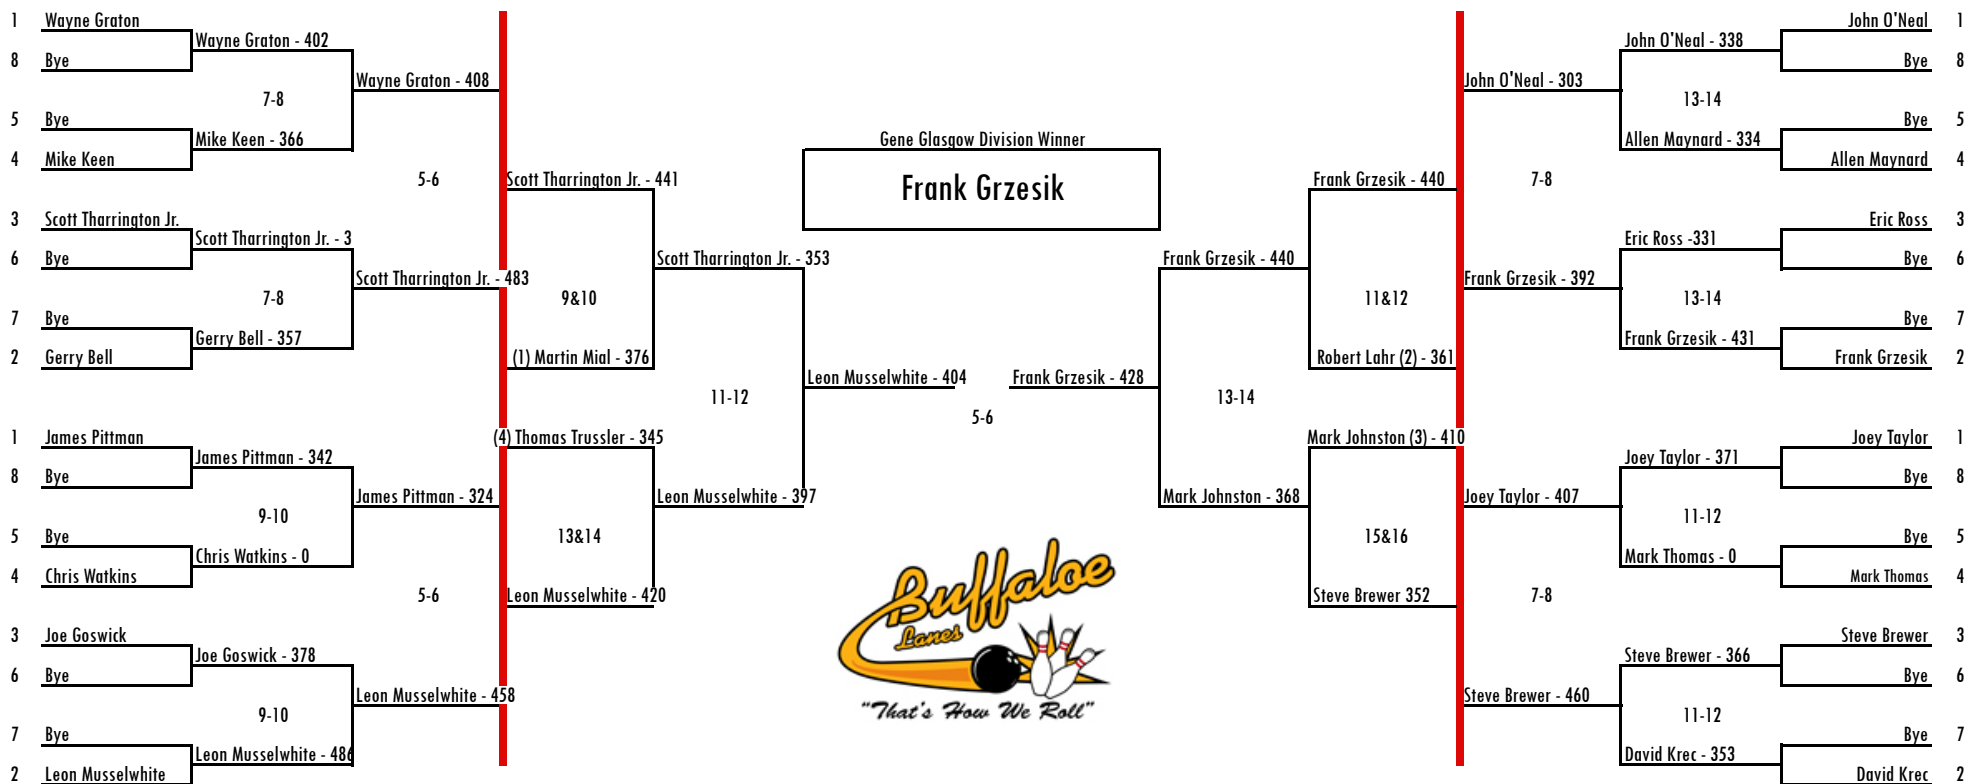 1 Wayne Graton
Wayne Graton - 402
8 Bye
Wayne Graton - 408
7-8
5 Bye
Mike Keen - 366
4 Mike Keen
5-6
3 Scott Tharrington Jr.
Scott Tharrington Jr. - 3
6 Bye
Scott Tharrington Jr. - 483
7-8
7 Bye
Gerry Bell - 357
2 Gerry Bell
1 James Pittman
James Pittman - 342
8 Bye
James Pittman - 324
9-10
5 Bye
Chris Watkins - 0
4 Chris Watkins
5-6
3 Joe Goswick
Joe Goswick - 378
6 Bye
Leon Musselwhite - 458
9-10
7 Bye
Leon Musselwhite - 486
2 Leon Musselwhite
Scott Tharrington Jr. - 441
Scott Tharrington Jr. - 353
9&10
(1) Martin Mial - 376
11-12
(4) Thomas Trussler - 345
Leon Musselwhite - 397
13&14
Leon Musselwhite - 420
Gene Glasgow Division Winner
Frank Grzesik
Leon Musselwhite - 404
Frank Grzesik - 428
5-6
Buffaloe
Lanes
"That's How We Roll"
Frank Grzesik - 440
Frank Grzesik - 440
11&12
Robert Lahr (2) - 361
13-14
Mark Johnston (3) - 410
Mark Johnston - 368
15&16
Steve Brewer 352
John O'Neal 1
John O'Neal - 338
Bye 8
John O'Neal - 303
13-14
Bye 5
Allen Maynard - 334
Allen Maynard 4
7-8
Eric Ross 3
Eric Ross -331
Bye 6
Frank Grzesik - 392
13-14
Bye 7
Frank Grzesik - 431
Frank Grzesik 2
Joey Taylor 1
Joey Taylor - 371
Bye 8
Joey Taylor - 407
11-12
Bye 5
Mark Thomas - 0
Mark Thomas 4
7-8
Steve Brewer 3
Steve Brewer - 366
Bye 6
Steve Brewer - 460
11-12
Bye 7
David Krec - 353
David Krec 2